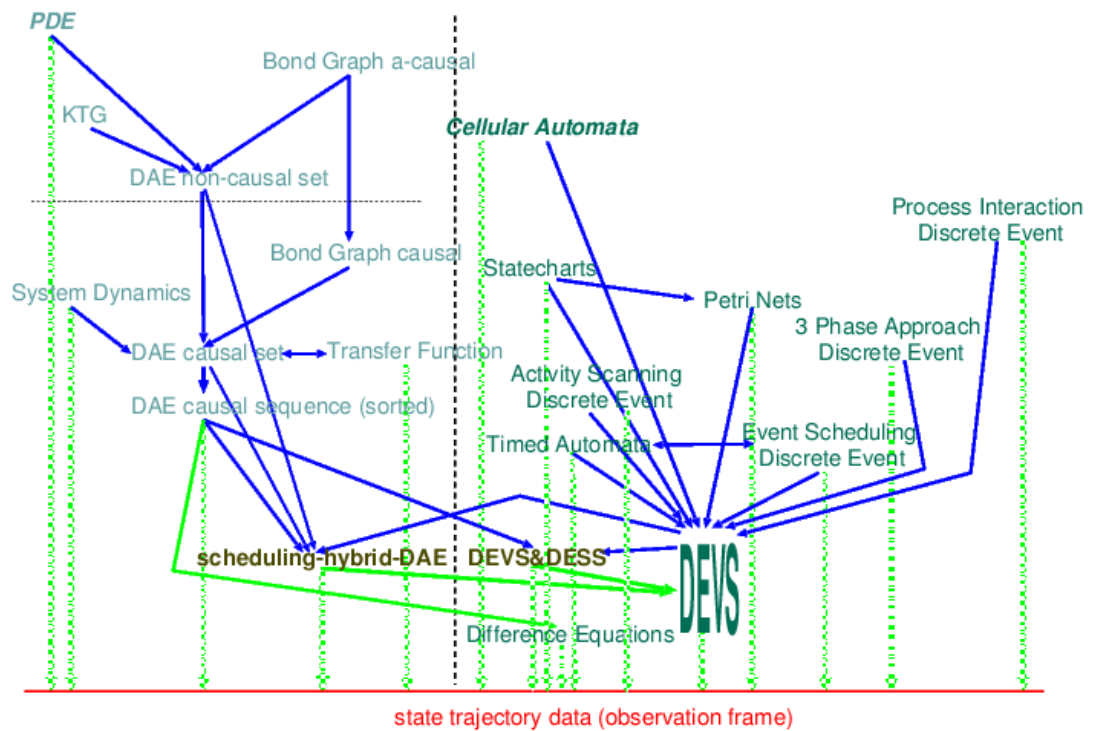 PDE
Bond Graph a-causal
KTG
Cellular Automata
DAE non-causal set
Process Interaction
Discrete Event
Bond Graph causal
Statecharts
System Dynamics
Petri Nets
3 Phase Approach
Discrete Event
DAE causal set
Transfer Function
Activity Scanning
Discrete Event
DAE causal sequence (sorted)
Timed Automata
Event Scheduling
Discrete Event
scheduling-hybrid-DAE
DEVS&DESS
DEVS
Difference Equations
state trajectory data (observation frame)